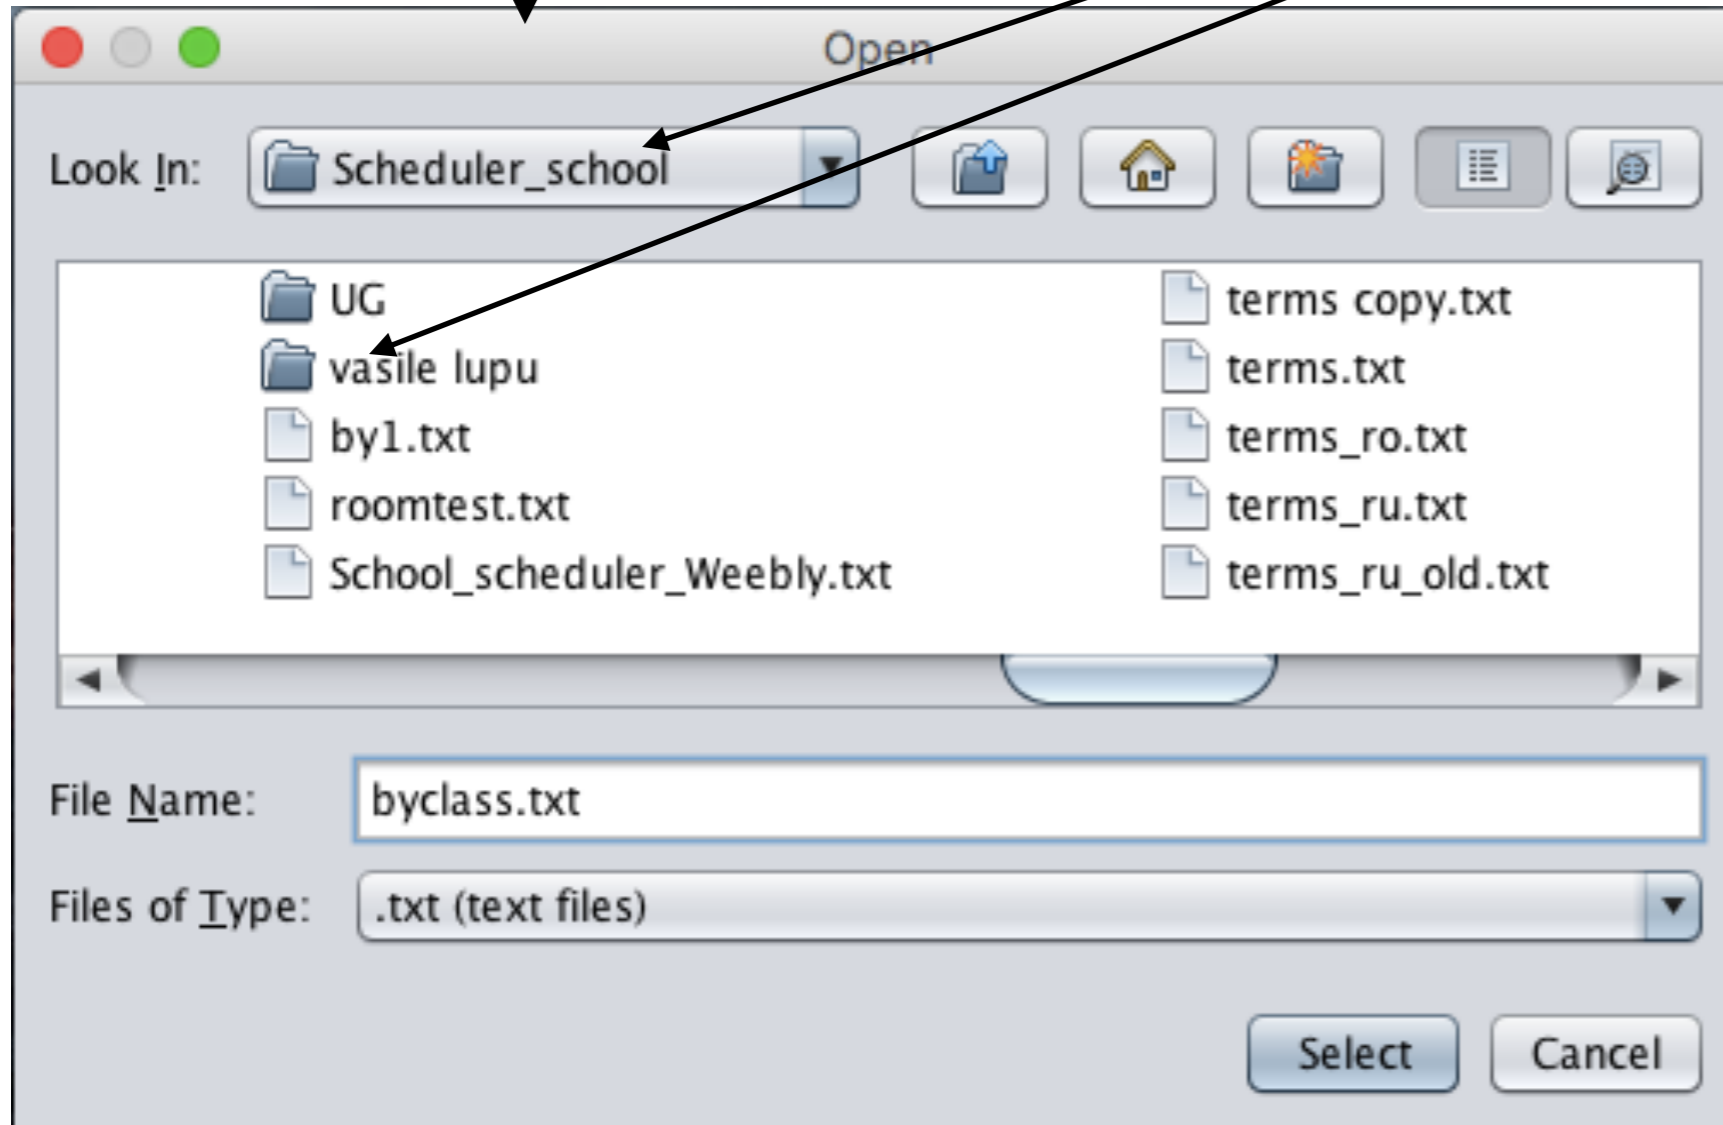 Open
Look In: Scheduler_school
UG
vasile lupu
by1.txt
roomtest.txt
School_scheduler_Weebly.txt
terms copy.txt
terms.txt
terms_ro.txt
terms_ru.txt
terms_ru_old.txt
File Name: byclass.txt
Files of Type: .txt (text files)
Select Cancel